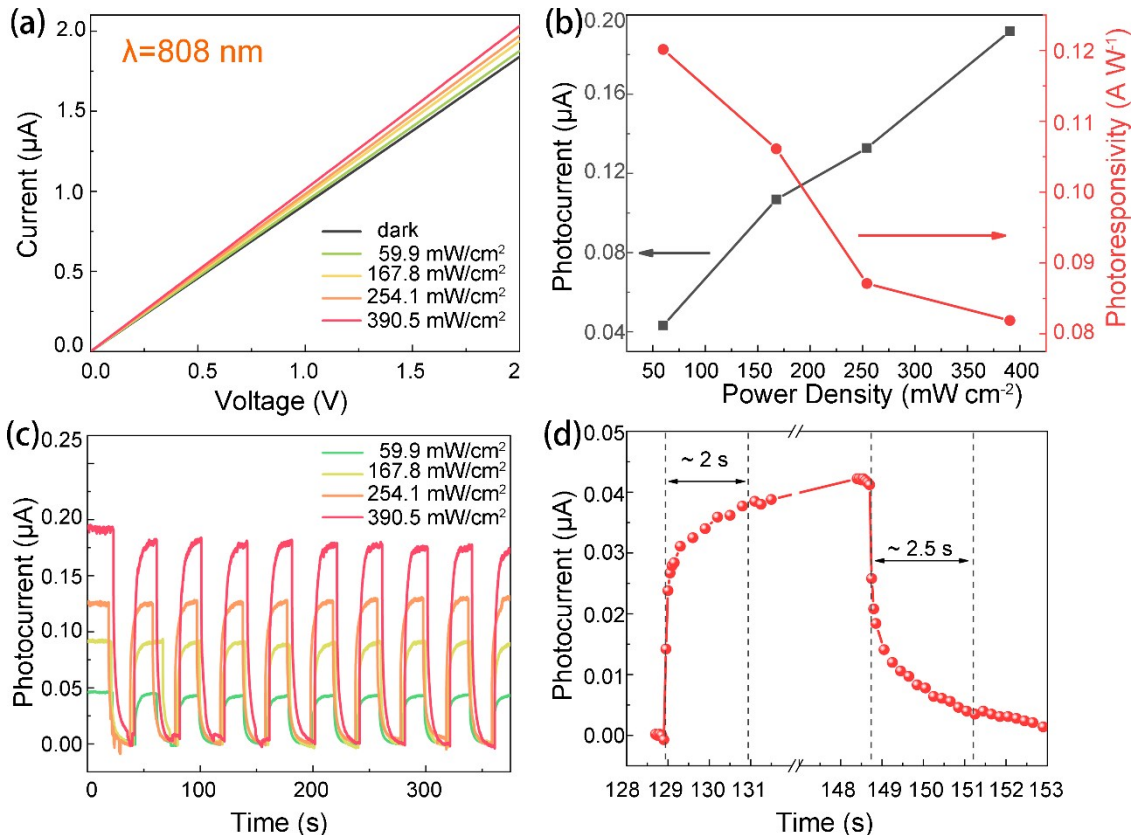 (a)
λ=808 nm
Current (µA)
2.0
1.5
1.0
0.5
0.0
dark
59.9 mW/cm²
167.8 mW/cm²
254.1 mW/cm²
390.5 mW/cm²
0.0 0.5 1.0 1.5 2
Voltage (V)
(b)
Photocurrent (µA)
0.20
0.16
0.12
0.08
0.04
0.12
0.11
0.10
0.09
0.08
Photoresponsivity (A W⁻¹)
50 100 150 200 250 300 350 400
Power Density (mW cm⁻²)
(c)
Photocurrent (µA)
0.25
0.20
0.15
0.10
0.05
0.00
59.9 mW/cm²
167.8 mW/cm²
254.1 mW/cm²
390.5 mW/cm²
0 100 200 300
Time (s)
(d)
Photocurrent (µA)
0.05
0.04
0.03
0.02
0.01
0.00
~ 2 s
~ 2.5 s
128 129 130 131 148 149 150 151 152 153
Time (s)